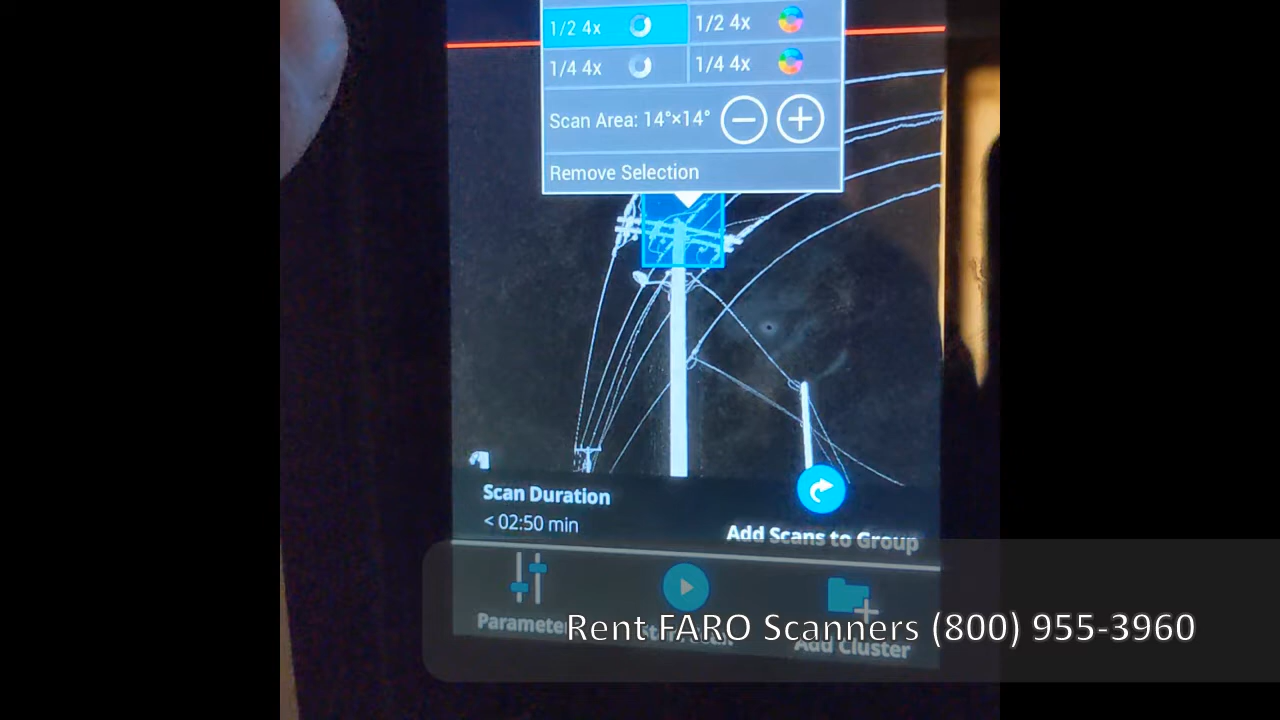 1/2 4x 1/2 4x
1/4 4x 1/4 4x
Scan Area: 14°×14°
Remove Selection
Scan Duration
< 02:50 min
Add Scans to Group
Rent FARO Scanners (800) 955-3960
Add Cluster